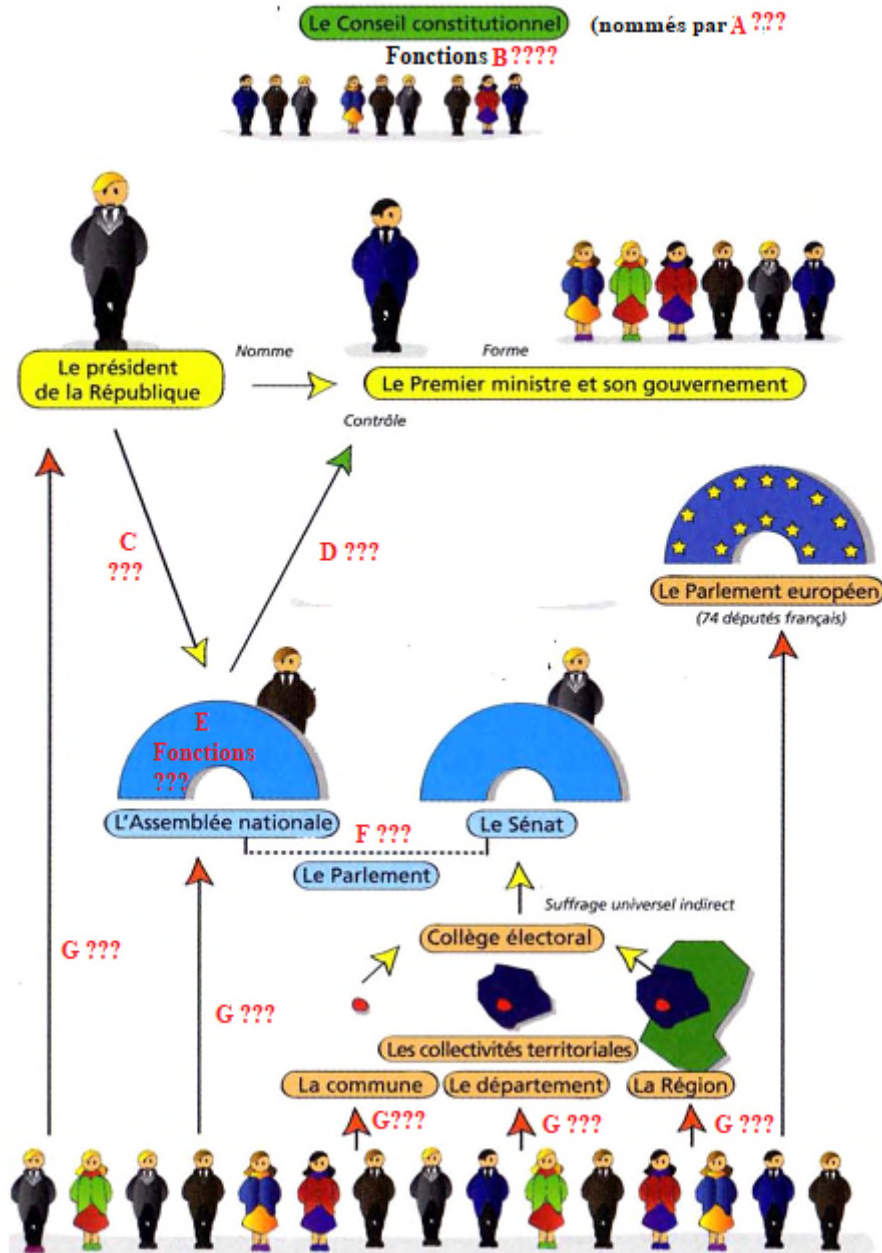 Le Conseil constitutionnel (nommés par A ???
Fonctions B ????
Nomme
Forme
Le président
de la République
Le Premier ministre et son gouvernement
Contrôle
C
???
D ???
Le Parlement européen
(74 députés français)
E
Fonctions
???
L'Assemblée nationale
F ???
Le Sénat
Le Parlement
Suffrage universel indirect
Collège électoral
G ???
G ???
Les collectivités territoriales
La commune
Le département
La Région
G???
G ???
G ???